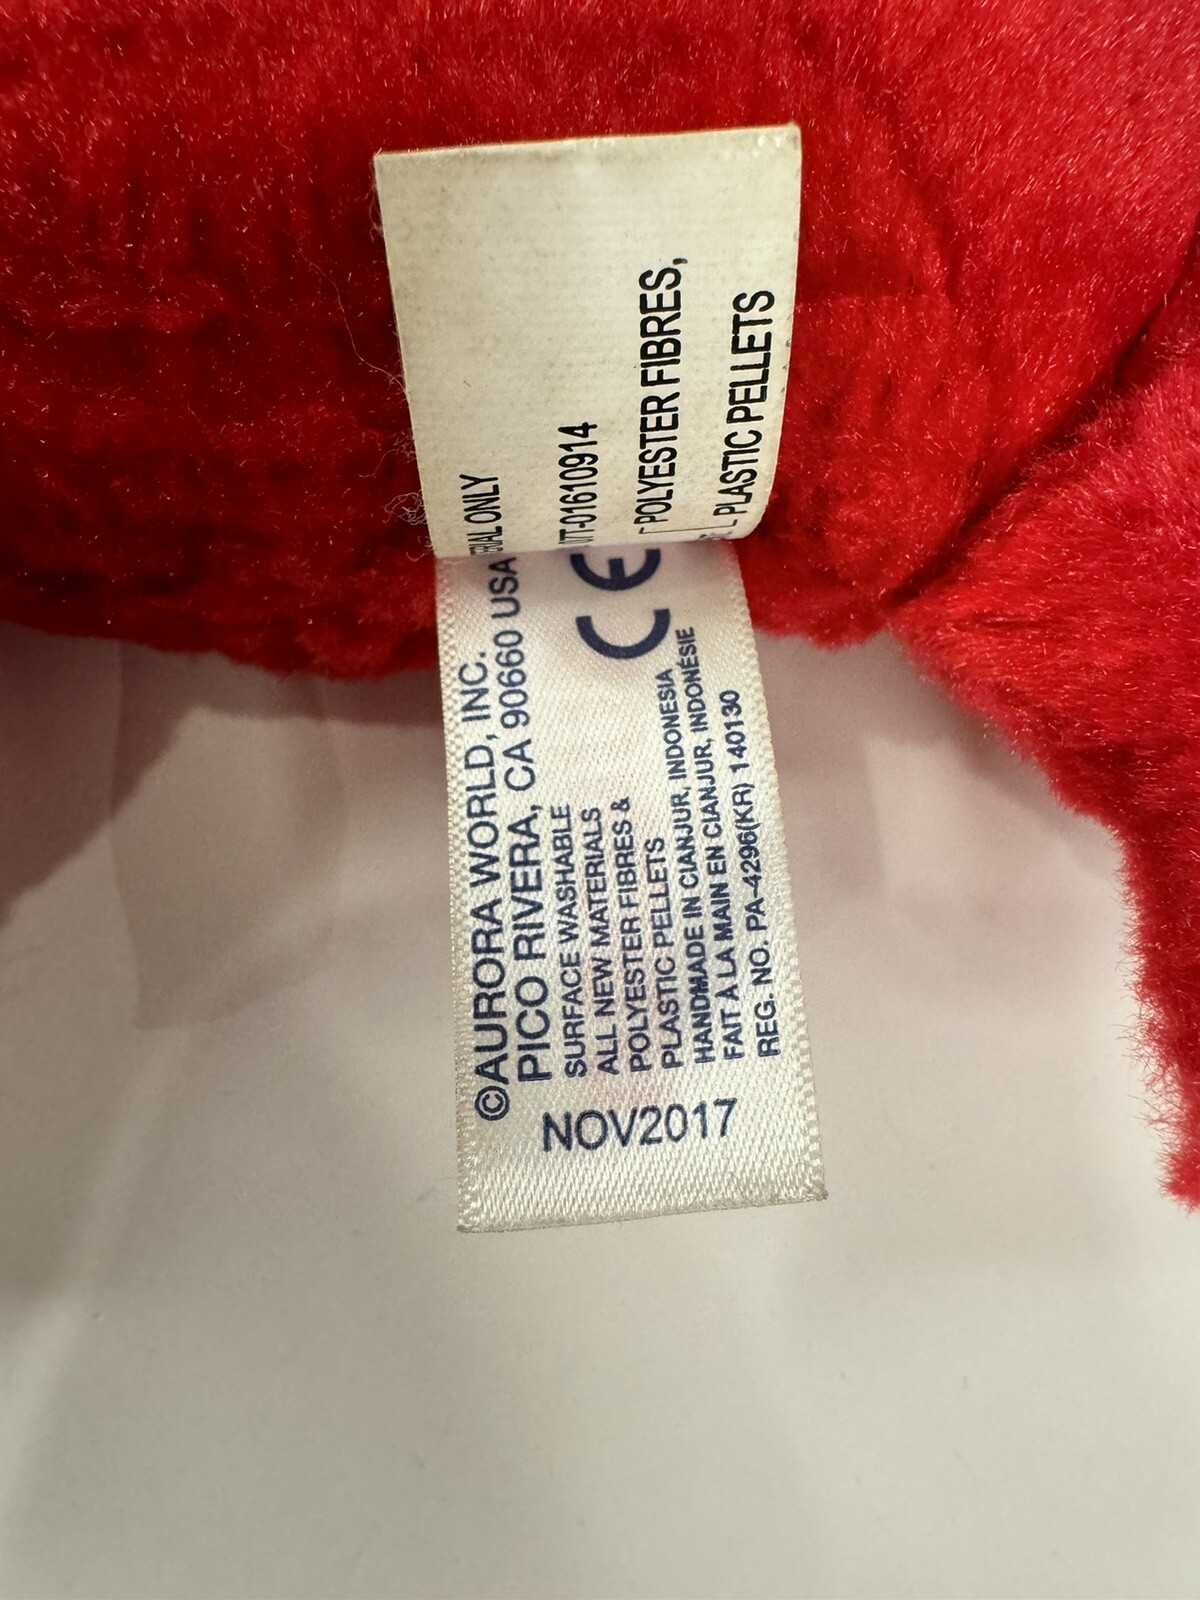 ONLY
01610914
POLYESTER FIBRES,
PLASTIC PELLETS
©AURORA WORLD, INC.
PICO RIVERA, CA 90660 USA
CE
SURFACE WASHABLE
ALL NEW MATERIALS
POLYESTER FIBRES &
PLASTIC PELLETS
HANDMADE IN CIANJUR, INDONESIA
FAIT À LA MAIN EN CIANJUR, INDONÉSIE
REG. NO. PA-4296(KR) 140130
NOV2017